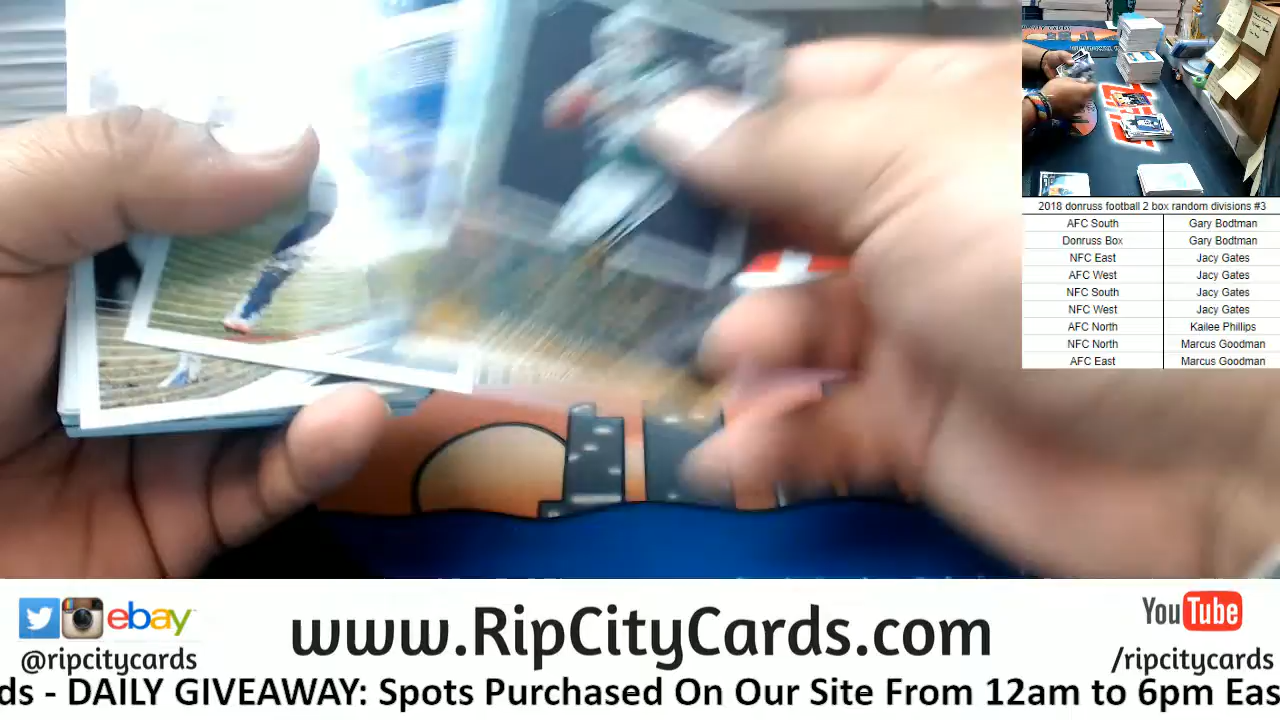 2018 donruss football 2 box random divisions #3
AFC South Gary Bodtman
Donruss Box Gary Bodtman
NFC East Jacy Gates
AFC West Jacy Gates
NFC South Jacy Gates
NFC West Jacy Gates
AFC North Kailee Phillips
NFC North Marcus Goodman
AFC East Marcus Goodman
ebay
@ripcitycards
www.RipCityCards.com
YouTube
/ripcitycards
ds - DAILY GIVEAWAY: Spots Purchased On Our Site From 12am to 6pm Eas